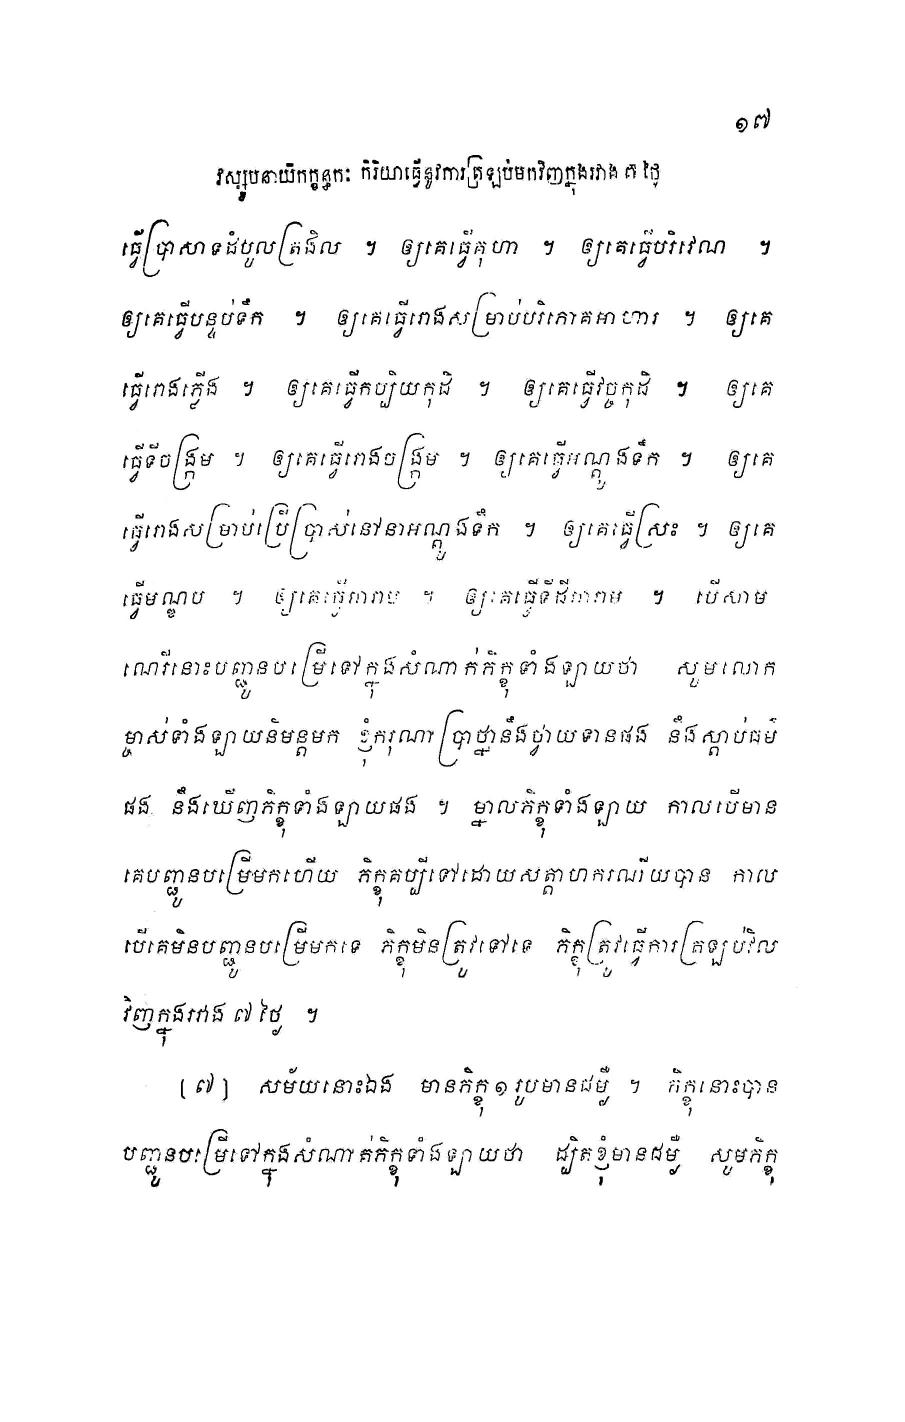 ១៧
វស្សូបនាយិកក្ខន្ធកៈ កិរិយាធ្វើនូវការត្រឡប់មកវិញក្នុងរវាង ៧ ថ្ងៃ
ធ្វើប្រាសាទដំបូលត្រងិល ។ ឲ្យគេធ្វើគុហា ។ ឲ្យគេធ្វើបរិវេណ ។
ឲ្យគេធ្វើបន្ទប់ទឹក ។ ឲ្យគេធ្វើរោងសម្រាប់បរិភោគអាហារ ។ ឲ្យគេ
ធ្វើរោងភ្លើង ។ ឲ្យគេធ្វើកប្បិយកុដិ ។ ឲ្យគេធ្វើវច្ចកុដិ ។ ឲ្យគេ
ធ្វើទីចង្ក្រម ។ ឲ្យគេធ្វើរោងចង្ក្រម ។ ឲ្យគេធ្វើអណ្តូងទឹក ។ ឲ្យគេ
ធ្វើរោងសម្រាប់ប្រើប្រាស់នៅនាអណ្តូងទឹក ។ ឲ្យគេធ្វើស្រះ ។ ឲ្យគេ
ធ្វើមណ្ឌប ។ ឲ្យគេធ្វើអារាម ។ ឲ្យគេធ្វើទីដីអារាម ។ បើសាម
ណេរីនោះបញ្ជូនបម្រើទៅក្នុងសំណាក់ភិក្ខុទាំងឡាយថា សូមលោក
ម្ចាស់ទាំងឡាយនិមន្តមក ខ្ញុំករុណាប្រាថ្នានឹងថ្វាយទានផង នឹងស្តាប់ធម៌
ផង នឹងឃើញភិក្ខុទាំងឡាយផង ។ ម្នាលភិក្ខុទាំងឡាយ កាលបើមាន
គេបញ្ជូនបម្រើមកហើយ ភិក្ខុគប្បីទៅដោយសត្តាហករណីយបាន កាល
បើគេមិនបញ្ជូនបម្រើមកទេ ភិក្ខុមិនត្រូវទៅទេ ភិក្ខុត្រូវធ្វើការត្រឡប់វិល
វិញក្នុងរវាង ៧ ថ្ងៃ ។
(៧) សម័យនោះឯង មានភិក្ខុ ១ រូបមានជម្ងឺ ។ ភិក្ខុនោះបាន
បញ្ជូនបម្រើទៅក្នុងសំណាក់ភិក្ខុទាំងឡាយថា ដ្បិតខ្ញុំមានជម្ងឺ សូមភិក្ខុ